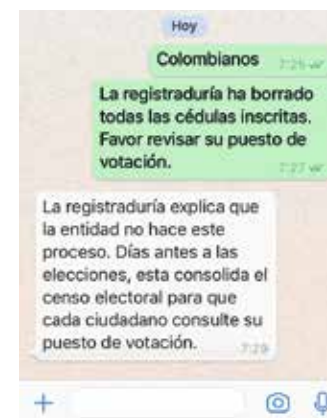 Hoy
Colombianos
7:25
La registraduría ha borrado
todas las cédulas inscritas.
Favor revisar su puesto de
votación.
7:27
La registraduría explica que
la entidad no hace este
proceso. Días antes a las
elecciones, esta consolida el
censo electoral para que
cada ciudadano consulte su
puesto de votación.
7:29